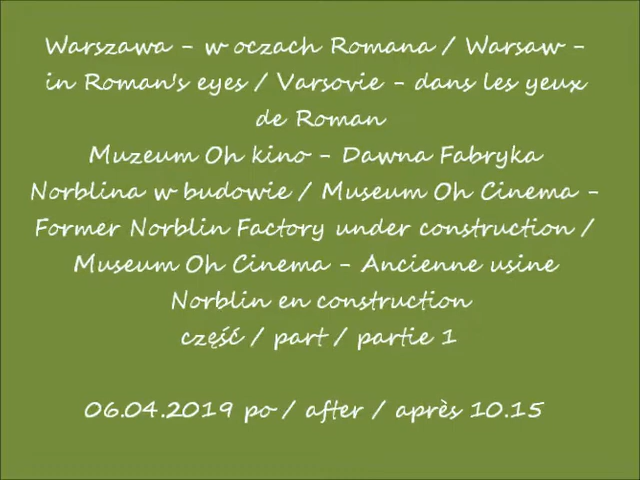 Warszawa - w oczach Romana / Warsaw -
in Roman's eyes / Varsovie - dans les yeux
de Roman
Muzeum Oh kino - Dawna Fabryka
Norblina w budowie / Museum Oh Cinema -
Former Norblin Factory under construction /
Museum Oh Cinema - Ancienne usine
Norblin en construction
część / part / partie 1
06.04.2019 po / after / après 10.15